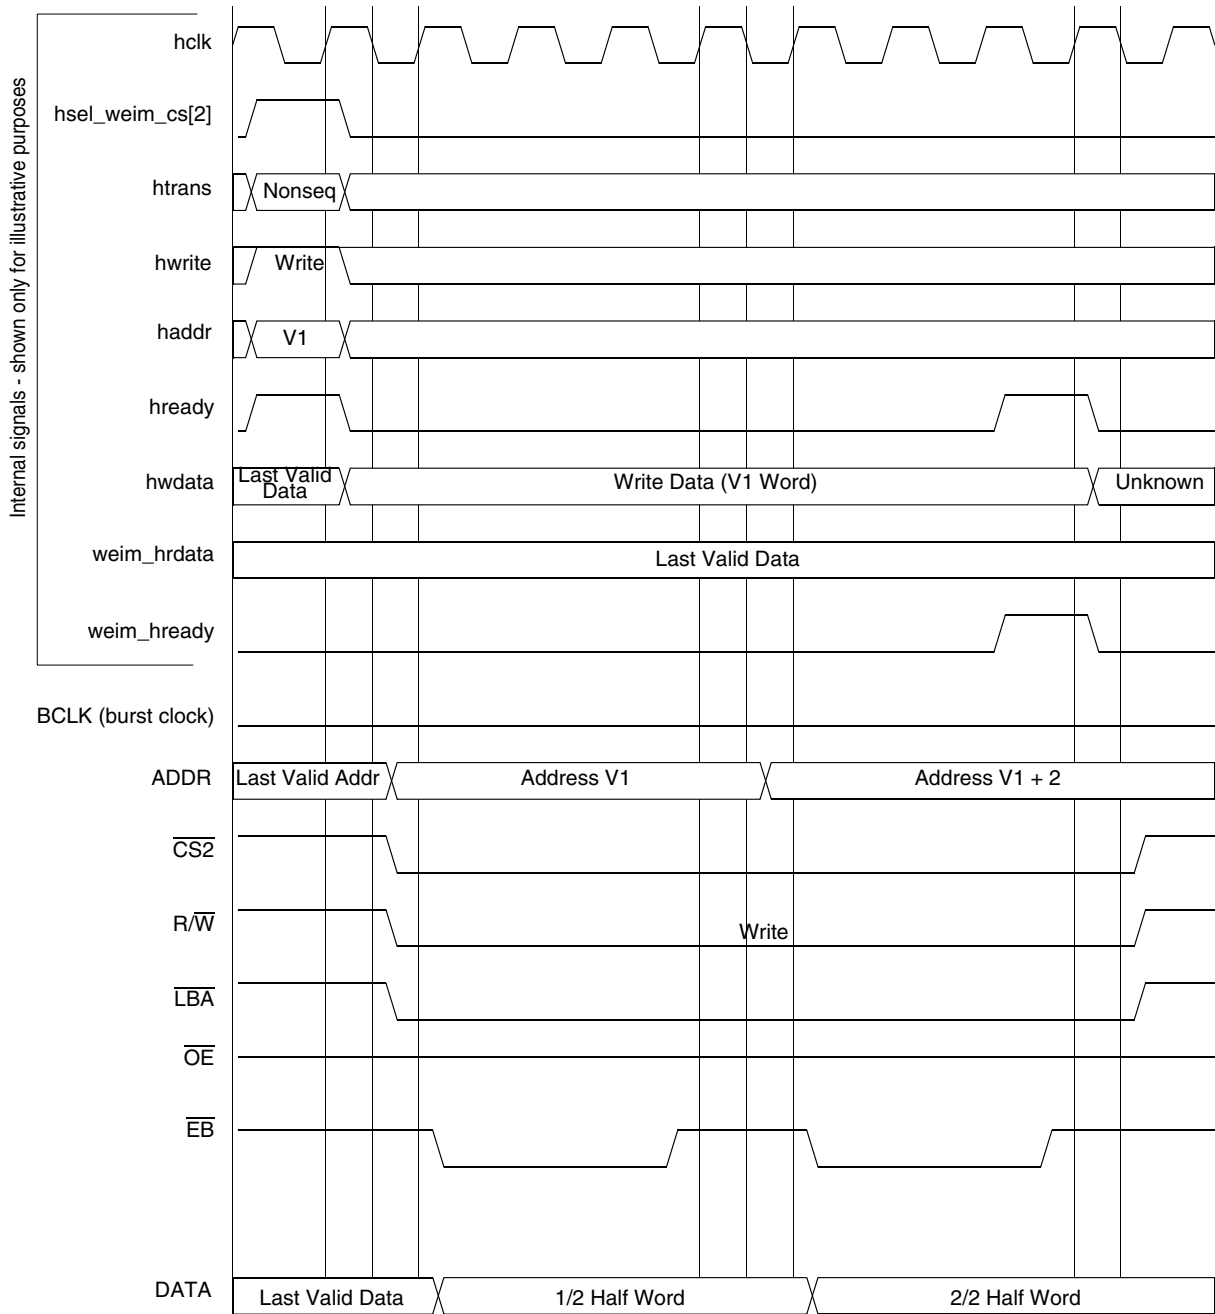 Internal signals - shown only for illustrative purposes
hclk
hsel_weim_cs[2]
htrans
Nonseq
hwrite
Write
haddr
V1
hready
hwdata
Last Valid
Data
Write Data (V1 Word)
Unknown
weim_hrdata
Last Valid Data
weim_hready
BCLK (burst clock)
ADDR
Last Valid Addr
Address V1
Address V1 + 2
CS2
R/W
Write
LBA
OE
EB
DATA
Last Valid Data
1/2 Half Word
2/2 Half Word